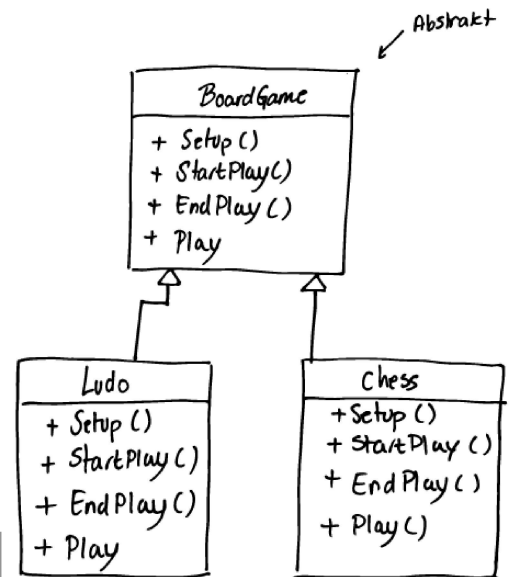 Abstrakt
BoardGame
+ Setup ()
+ StartPlay()
+ EndPlay ()
+ Play
Ludo
+ Setup ()
+ StartPlay ()
+ EndPlay ()
+ Play
Chess
+ Setup ()
+ StartPlay ()
+ EndPlay ()
+ Play ()